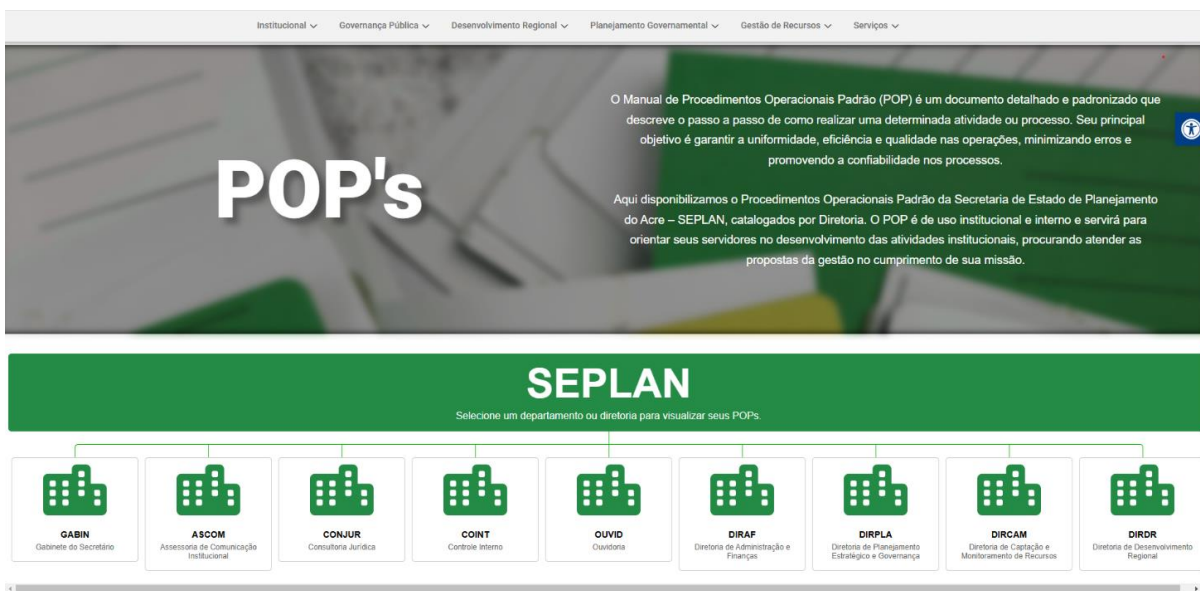 Institucional
Governança Pública
Desenvolvimento Regional
Planejamento Governamental
Gestão de Recursos
Serviços
POP's
O Manual de Procedimentos Operacionais Padrão (POP) é um documento detalhado e padronizado que
descreve o passo a passo de como realizar uma determinada atividade ou processo. Seu principal
objetivo é garantir a uniformidade, eficiência e qualidade nas operações, minimizando erros e
promovendo a confiabilidade nos processos.
Aqui disponibilizamos o Procedimentos Operacionais Padrão da Secretaria de Estado de Planejamento
do Acre – SEPLAN, catalogados por Diretoria. O POP é de uso institucional e interno e servirá para
orientar seus servidores no desenvolvimento das atividades institucionais, procurando atender as
propostas da gestão no cumprimento de sua missão.
SEPLAN
Selecione um departamento ou diretoria para visualizar seus POPs.
GABIN
Gabinete do Secretário
ASCOM
Assessoria de Comunicação
Institucional
CONJUR
Consultoria Jurídica
COINT
Controle Interno
OUVID
Ouvidoria
DIRAF
Diretoria de Administração e
Finanças
DIRPLA
Diretoria de Planejamento
Estratégico e Governança
DIRCAM
Diretoria de Captação e
Monitoramento de Recursos
DIRDR
Diretoria de Desenvolvimento
Regional